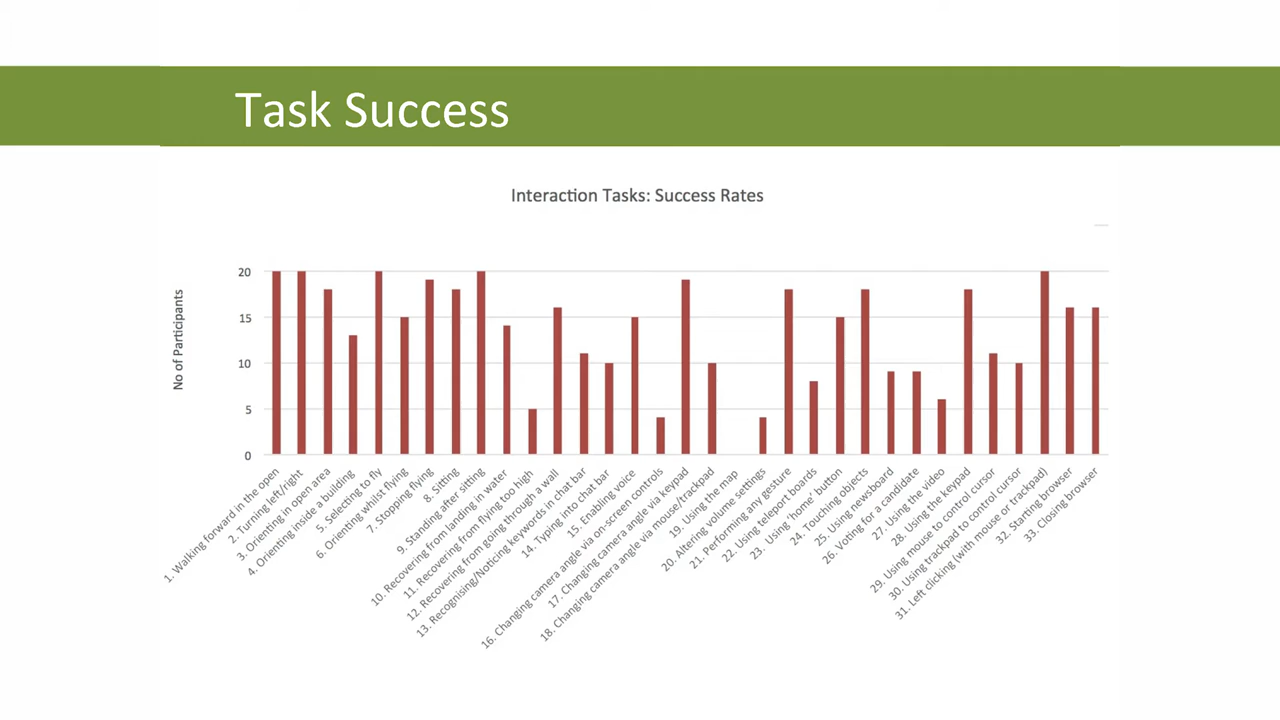 Task Success
Interaction Tasks: Success Rates
No of Participants
20
15
10
5
0
1. Walking forward in the open
2. Turning left/right
3. Orienting in open area
4. Orienting inside a building
5. Selecting to fly
6. Orienting whilst flying
7. Stopping flying
8. Sitting
9. Standing after sitting
10. Recovering from landing in water
11. Recovering from flying too high
12. Recovering from going through a wall
13. Recognising/Noticing keywords in chat bar
14. Typing into chat bar
15. Enabling voice
16. Changing camera angle via on-screen controls
17. Changing camera angle via keypad
18. Changing camera angle via mouse/trackpad
19. Using the map
20. Altering volume settings
21. Performing any gesture
22. Using teleport boards
23. Using 'home' button
24. Touching objects
25. Using newsboard
26. Voting for a candidate
27. Using the video
28. Using the keypad
29. Using mouse to control cursor
30. Using trackpad to control cursor
31. Left clicking (with mouse or trackpad)
32. Starting browser
33. Closing browser